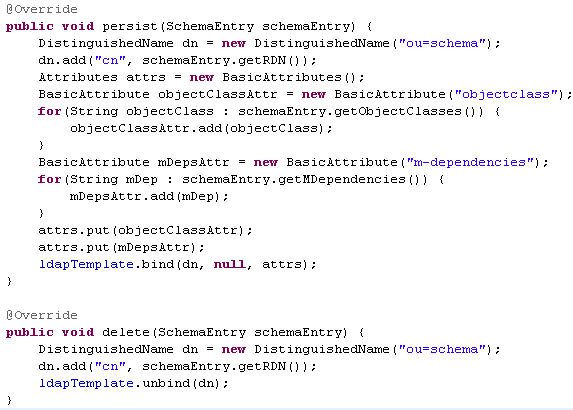 @Override
public void persist(SchemaEntry schemaEntry) {
    DistinguishedName dn = new DistinguishedName("ou=schema");
    dn.add("cn", schemaEntry.getRDN());
    Attributes attrs = new BasicAttributes();
    BasicAttribute objectClassAttr = new BasicAttribute("objectclass");
    for(String objectClass : schemaEntry.getObjectClasses()) {
        objectClassAttr.add(objectClass);
    }
    BasicAttribute mDepsAttr = new BasicAttribute("m-dependencies");
    for(String mDep : schemaEntry.getMDependencies()) {
        mDepsAttr.add(mDep);
    }
    attrs.put(objectClassAttr);
    attrs.put(mDepsAttr);
    ldapTemplate.bind(dn, null, attrs);
}

@Override
public void delete(SchemaEntry schemaEntry) {
    DistinguishedName dn = new DistinguishedName("ou=schema");
    dn.add("cn", schemaEntry.getRDN());
    ldapTemplate.unbind(dn);
}